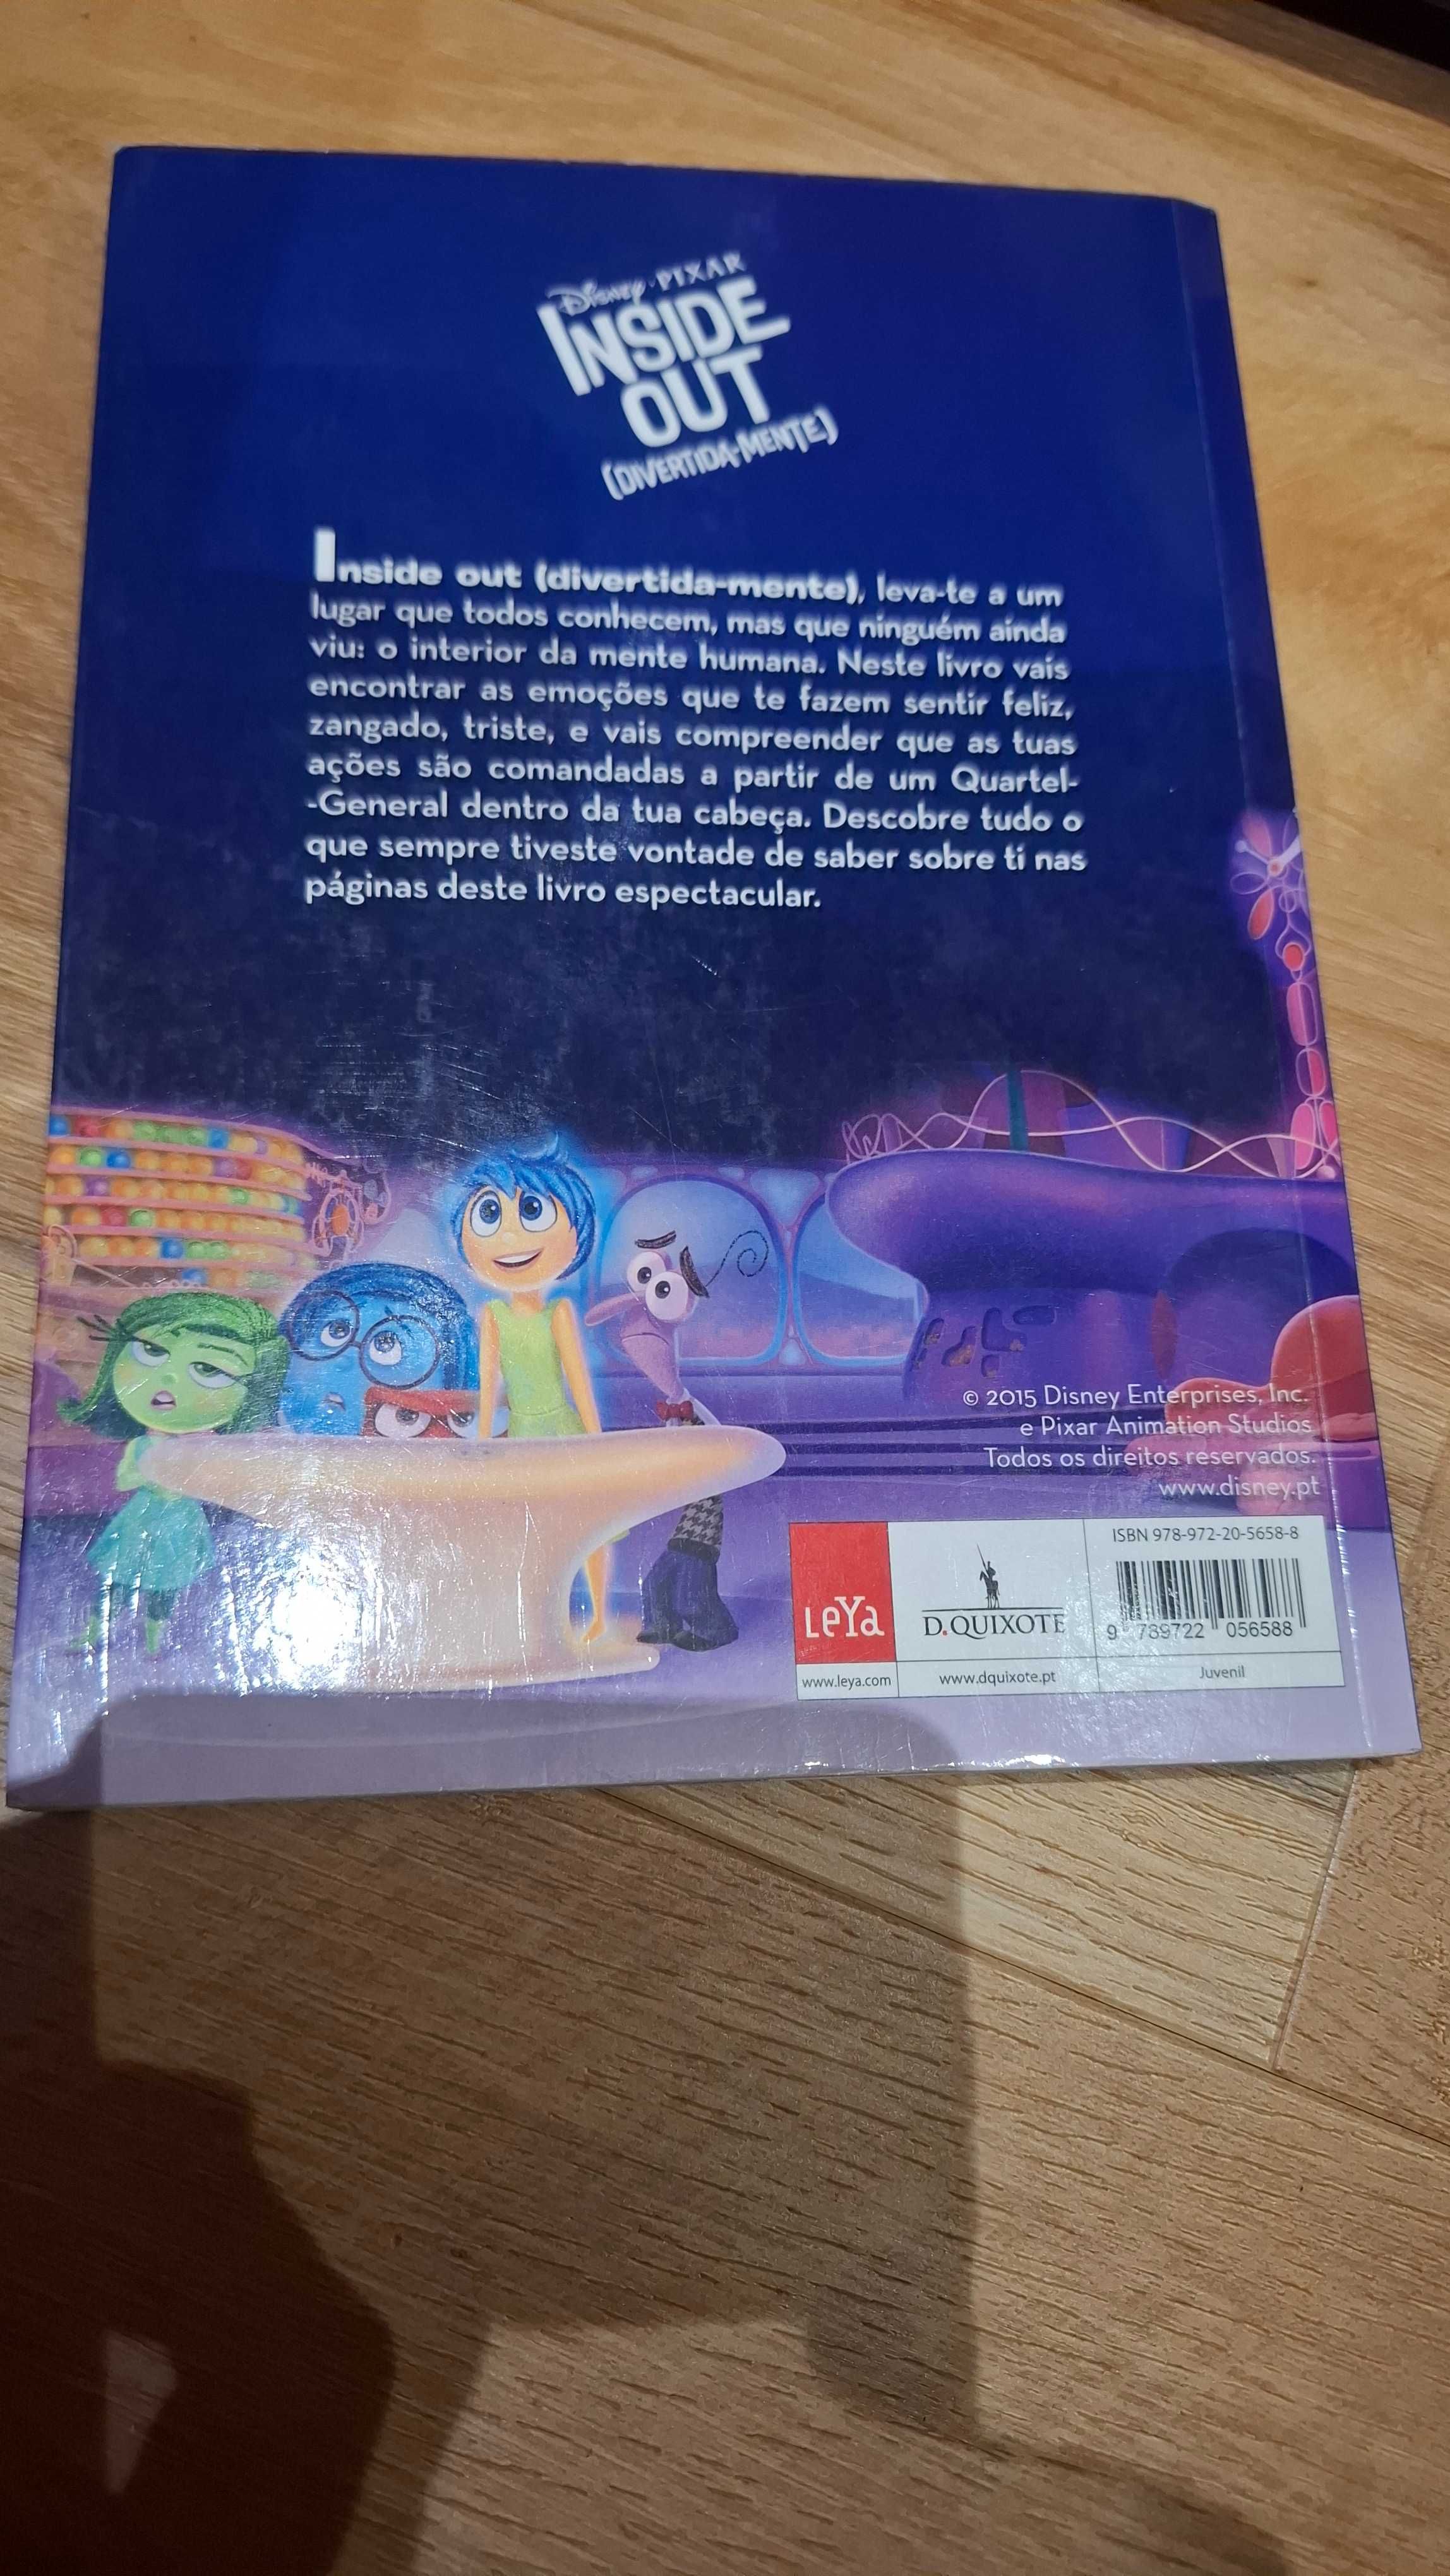 Disney·PIXAR
INSIDE
OUT
(DIVERTIDA-MENTE)
Inside out (divertida-mente), leva-te a um
lugar que todos conhecem, mas que ninguém ainda
viu: o interior da mente humana. Neste livro vais
encontrar as emoções que te fazem sentir feliz,
zangado, triste, e vais compreender que as tuas
ações são comandadas a partir de um Quartel-
-General dentro da tua cabeça. Descobre tudo o
que sempre tiveste vontade de saber sobre ti nas
páginas deste livro espectacular.
© 2015 Disney Enterprises, Inc.
e Pixar Animation Studios
Todos os direitos reservados.
www.disney.pt
ISBN 978-972-20-5658-8
LeYa
D.QUIXOTE
9 789722 056588
www.leya.com
www.dquixote.pt
Juvenil